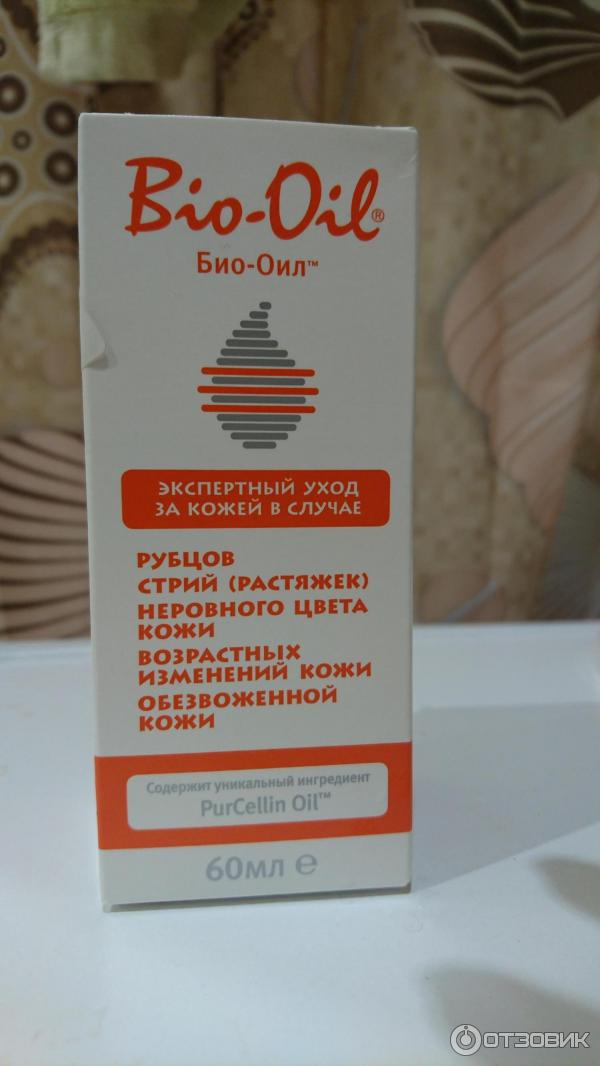 Bio-Oil®
Био-Оил™
ЭКСПЕРТНЫЙ УХОД
ЗА КОЖЕЙ В СЛУЧАЕ
РУБЦОВ
СТРИЙ (РАСТЯЖЕК)
НЕРОВНОГО ЦВЕТА
КОЖИ
ВОЗРАСТНЫХ
ИЗМЕНЕНИЙ КОЖИ
ОБЕЗВОЖЕННОЙ
КОЖИ
Содержит уникальный ингредиент
PurCellin Oil™
60мл ℮
ОТЗОВИК